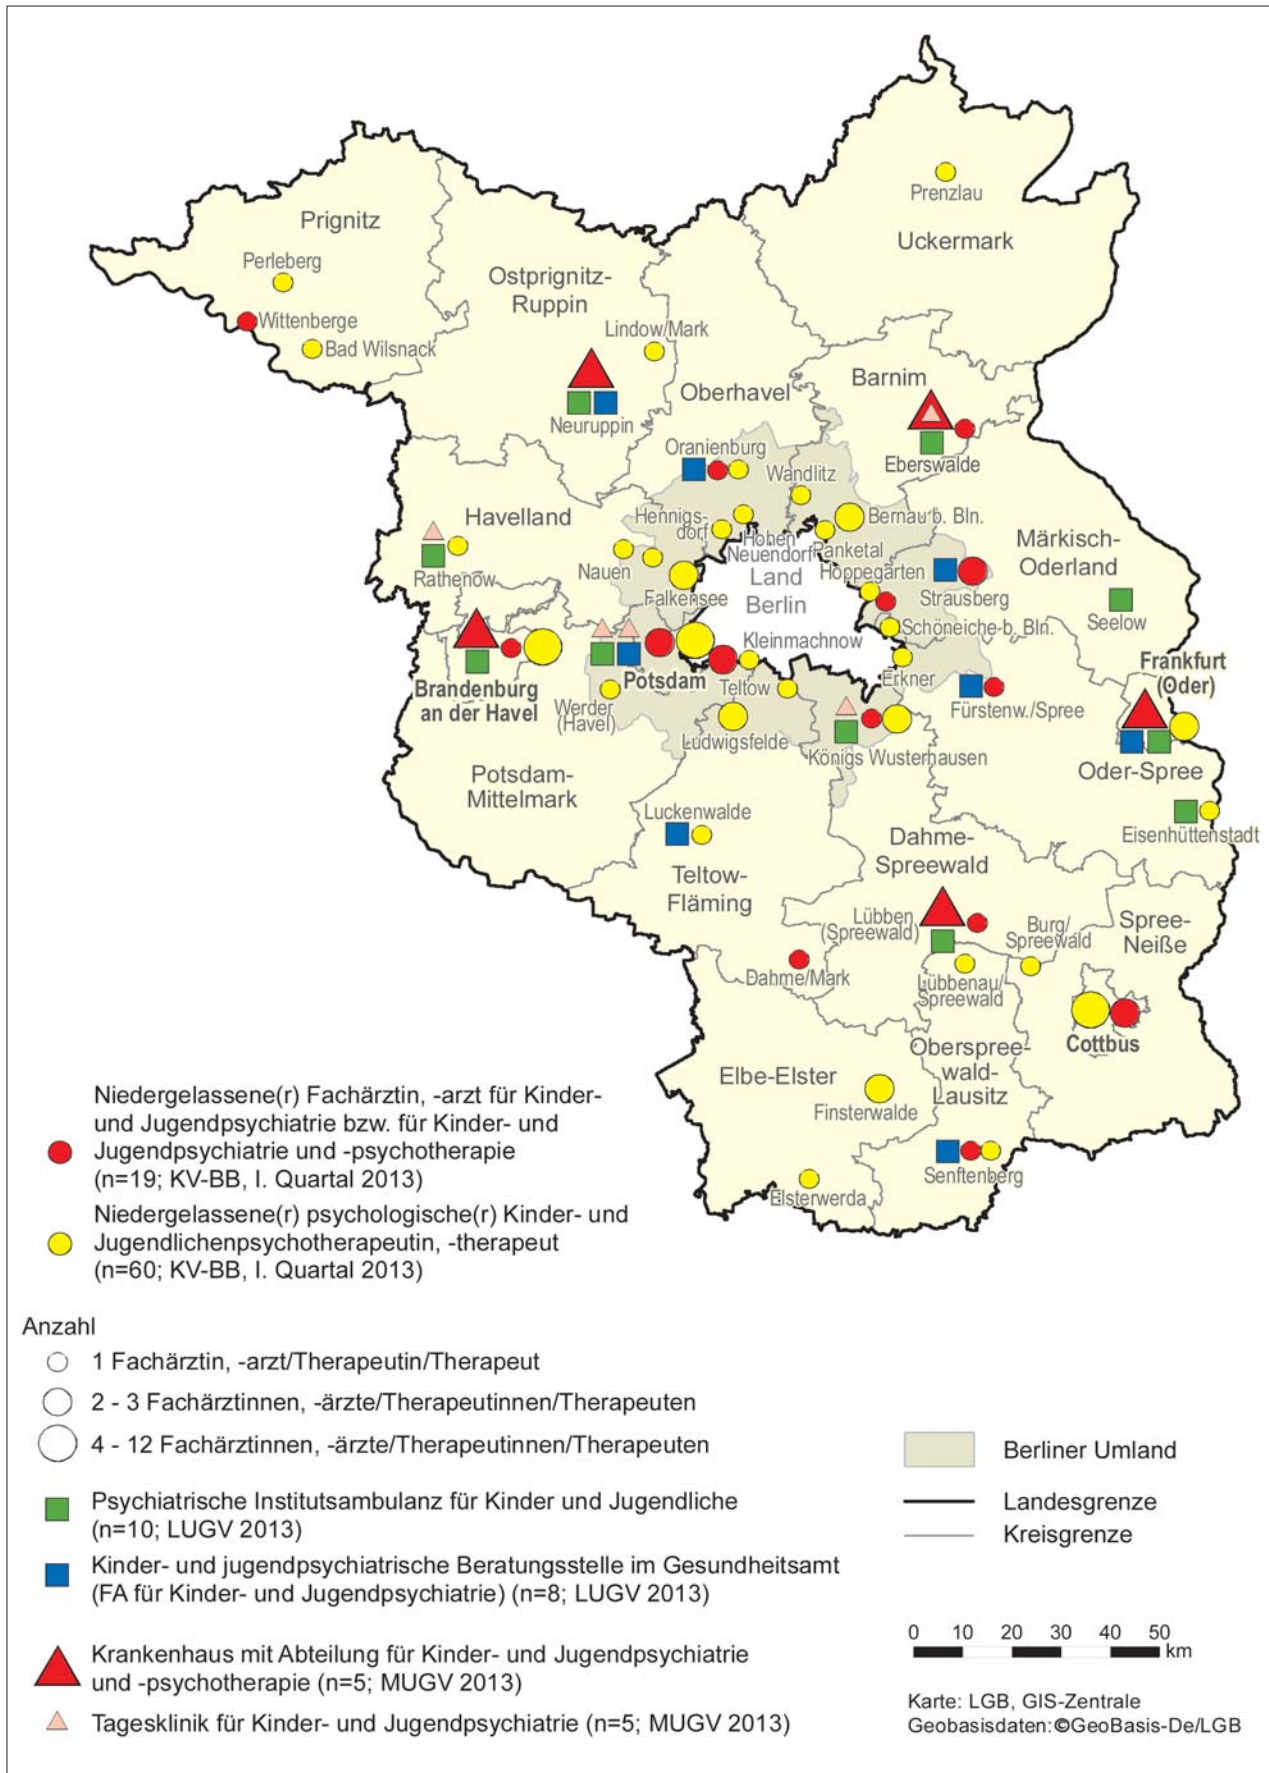 Prenzlau
Uckermark
Prignitz
Perleberg
Wittenberge
Bad Wilsnack
Ostprignitz-
Ruppin
Lindow/Mark
Neuruppin
Oberhavel
Barnim
Eberswalde
Oranienburg
Wandlitz
Hennigs-
dorf
Hohen
Neuendorf
Bernau b. Bln.
Panketal
Havelland
Rathenow
Nauen
Falkensee
Land
Berlin
Hoppegarten
Märkisch-
Oderland
Strausberg
Seelow
Schöneiche b. Bln.
Kleinmachnow
Erkner
Brandenburg
an der Havel
Potsdam
Teltow
Werder
(Havel)
Ludwigsfelde
Königs Wusterhausen
Fürstenw./Spree
Frankfurt
(Oder)
Oder-Spree
Eisenhüttenstadt
Potsdam-
Mittelmark
Luckenwalde
Teltow-
Fläming
Dahme-
Spreewald
Lübben
(Spreewald)
Burg/
Spreewald
Spree-
Neiße
Dahme/Mark
Lübbenau/
Spreewald
Cottbus
Elbe-Elster
Oberspree-
wald-
Lausitz
Finsterwalde
Senftenberg
Elsterwerda
Niedergelassene(r) Fachärztin, -arzt für Kinder-
und Jugendpsychiatrie bzw. für Kinder- und
Jugendpsychiatrie und -psychotherapie
(n=19; KV-BB, I. Quartal 2013)
Niedergelassene(r) psychologische(r) Kinder- und
Jugendlichenpsychotherapeutin, -therapeut
(n=60; KV-BB, I. Quartal 2013)
Anzahl
1 Fachärztin, -arzt/Therapeutin/Therapeut
2 - 3 Fachärztinnen, -ärzte/Therapeutinnen/Therapeuten
4 - 12 Fachärztinnen, -ärzte/Therapeutinnen/Therapeuten
Psychiatrische Institutsambulanz für Kinder und Jugendliche
(n=10; LUGV 2013)
Kinder- und jugendpsychiatrische Beratungsstelle im Gesundheitsamt
(FA für Kinder- und Jugendpsychiatrie) (n=8; LUGV 2013)
Krankenhaus mit Abteilung für Kinder- und Jugendpsychiatrie
und -psychotherapie (n=5; MUGV 2013)
Tagesklinik für Kinder- und Jugendpsychiatrie (n=5; MUGV 2013)
Berliner Umland
Landesgrenze
Kreisgrenze
0 10 20 30 40 50
km
Karte: LGB, GIS-Zentrale
Geobasisdaten:©GeoBasis-De/LGB